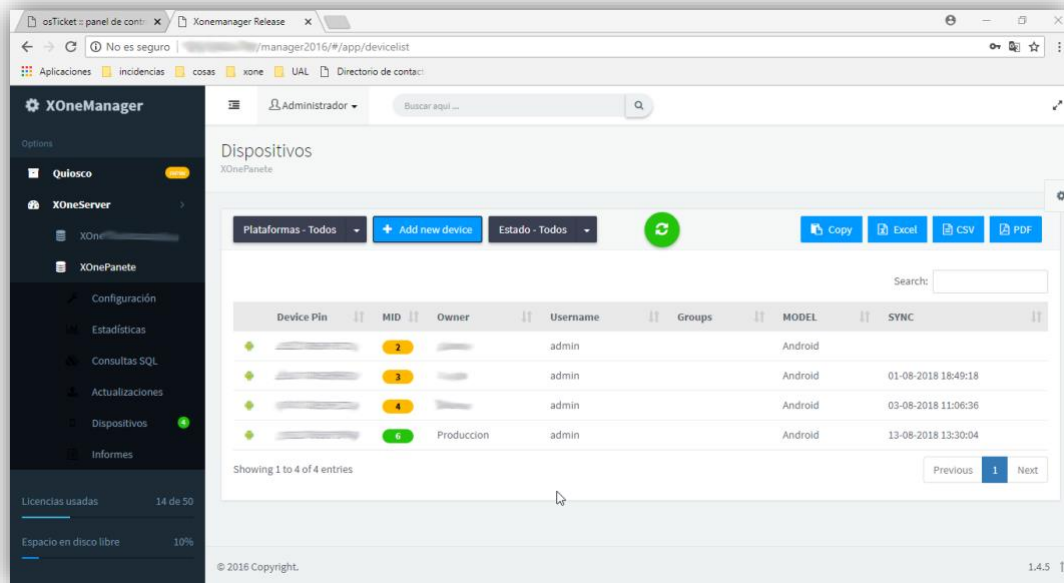 osTicket :: panel de contr
Xonemanager Release
No es seguro
/manager2016/#/app/devicelist
Aplicaciones incidencias cosas xone UAL Directorio de contact
XOneManager
Administrador
Buscar aqui ...
Options
Dispositivos
XOnePanete
Quiosco
XOneServer
XOne
XOnePanete
Configuración
Estadísticas
Consultas SQL
Actualizaciones
Dispositivos 4
Informes
Licencias usadas 14 de 50
Espacio en disco libre 10%
Plataformas - Todos + Add new device Estado - Todos Copy Excel CSV PDF
Search:
Device Pin MID Owner Username Groups MODEL SYNC
2 admin Android
3 admin Android 01-08-2018 18:49:18
4 admin Android 03-08-2018 11:06:36
6 Produccion admin Android 13-08-2018 13:30:04
Showing 1 to 4 of 4 entries
Previous 1 Next
© 2016 Copyright. 1.4.5